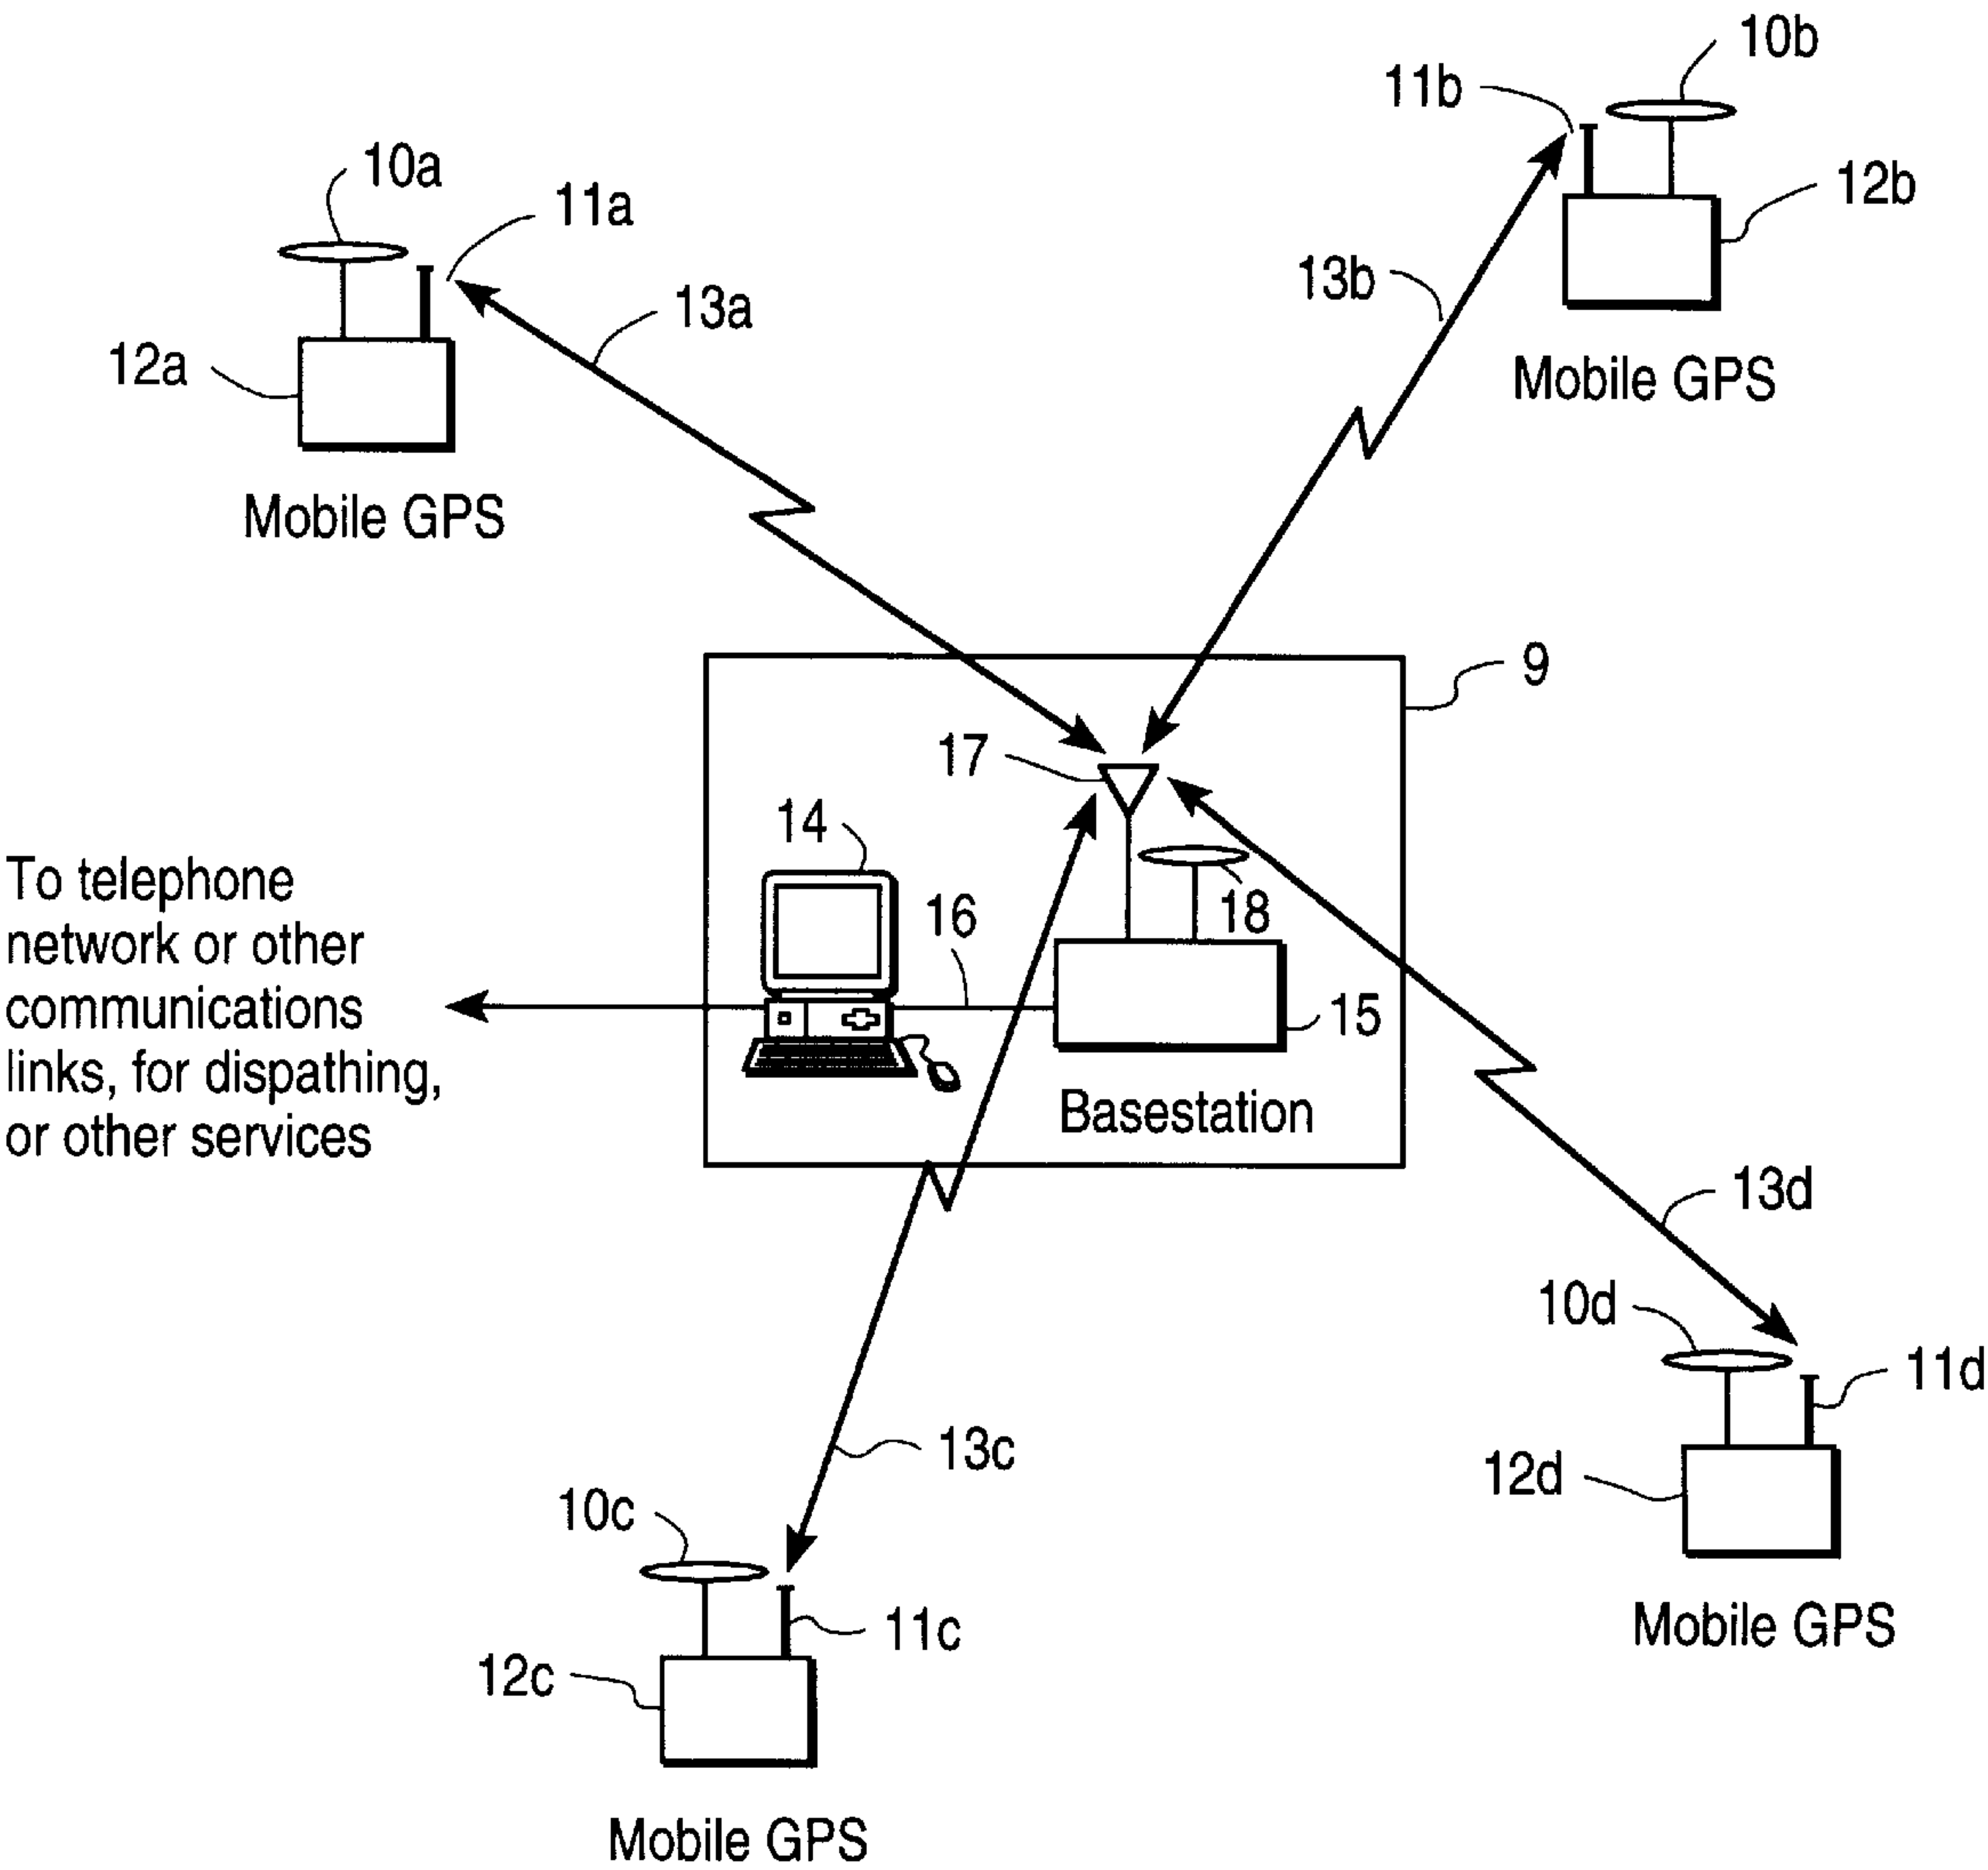 10b
11b
10a
12b
11a
13b
13a
12a
Mobile GPS
Mobile GPS
9
17
14
To telephone
network or other
communications
links, for dispathing,
or other services
16
18
15
Basestation
13d
10d
11d
13c
12d
10c
11c
Mobile GPS
12c
Mobile GPS